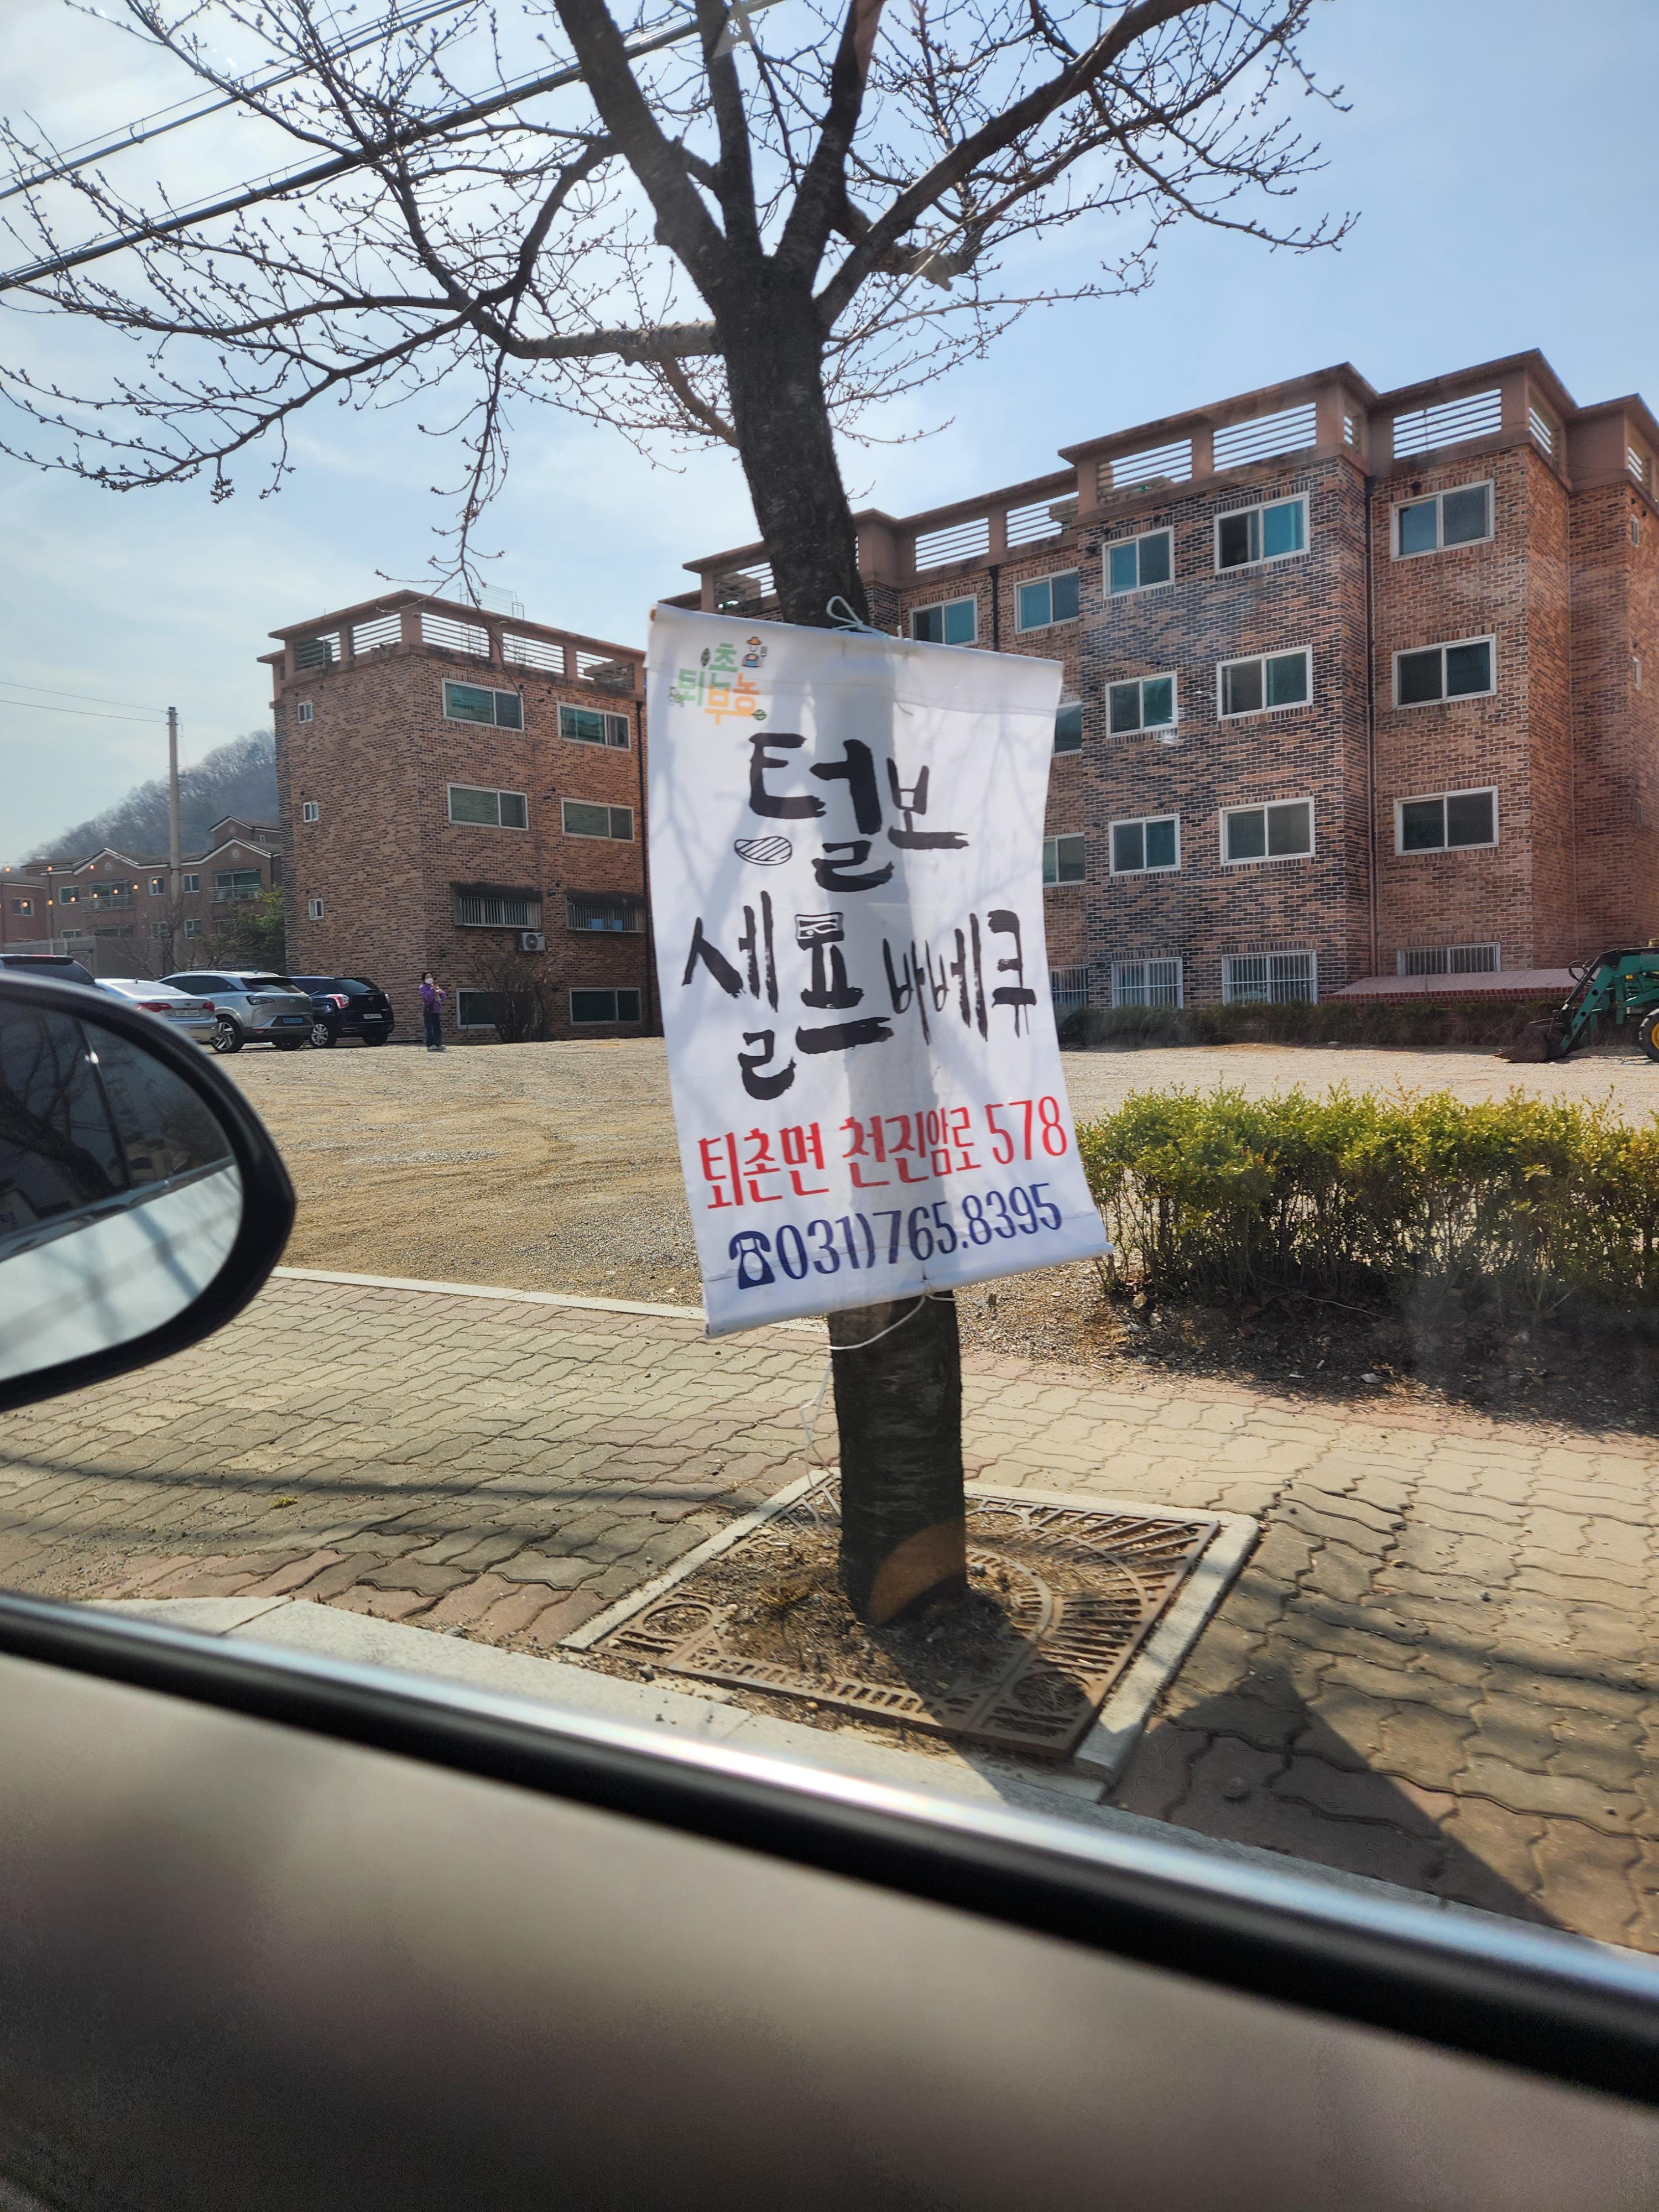 퇴촌
부농
털보
셀프 바베큐
퇴촌면 천진암로 578
☎031)765.8395